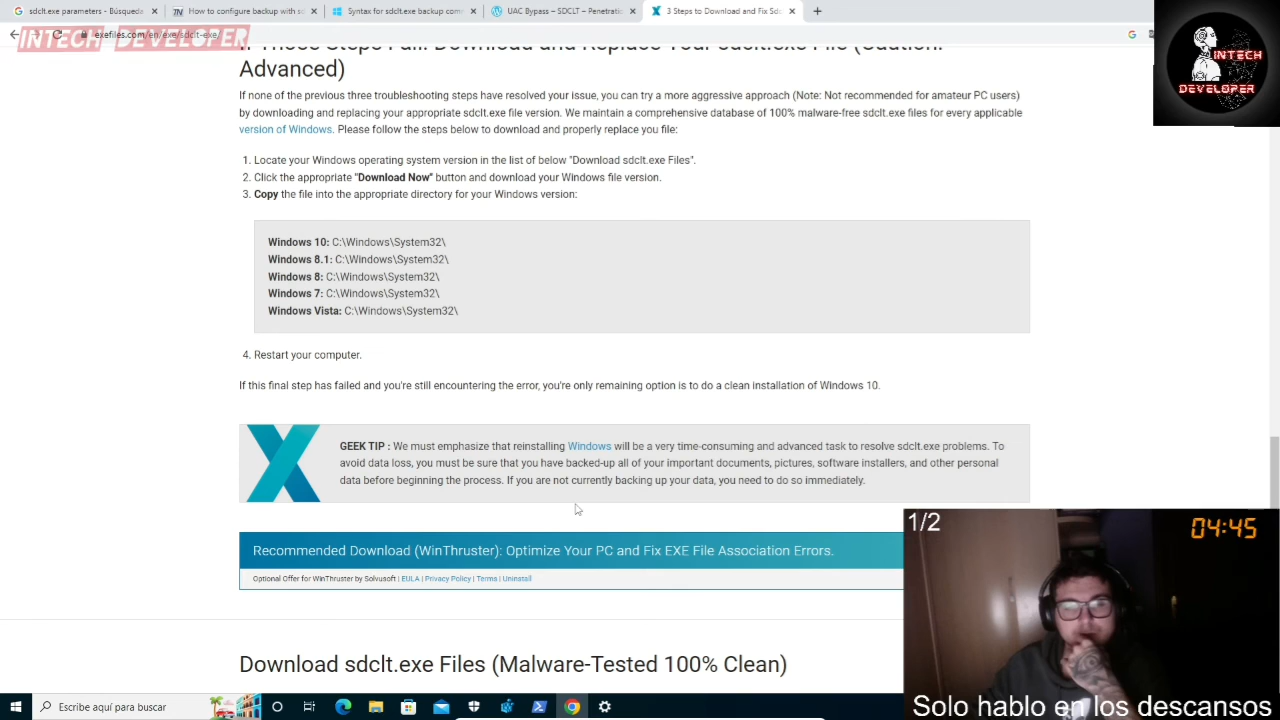 sdclt.exe parameters - Búsqueda
How to configure backup with sd
Syntax for sdclt.exe backup com
UAC Bypass – SDCLT – Penetratio
3 Steps to Download and Fix Sdc
exefiles.com/en/exe/sdclt-exe/
INTECH DEVELOPER
INTECH
DEVELOPER
If Those Steps Fail: Download and Replace Your sdclt.exe File (Caution:
Advanced)
If none of the previous three troubleshooting steps have resolved your issue, you can try a more aggressive approach (Note: Not recommended for amateur PC users)
by downloading and replacing your appropriate sdclt.exe file version. We maintain a comprehensive database of 100% malware-free sdclt.exe files for every applicable
version of Windows. Please follow the steps below to download and properly replace you file:
1. Locate your Windows operating system version in the list of below "Download sdclt.exe Files".
2. Click the appropriate "Download Now" button and download your Windows file version.
3. Copy the file into the appropriate directory for your Windows version:
Windows 10: C:\Windows\System32\
Windows 8.1: C:\Windows\System32\
Windows 8: C:\Windows\System32\
Windows 7: C:\Windows\System32\
Windows Vista: C:\Windows\System32\
4. Restart your computer.
If this final step has failed and you're still encountering the error, you're only remaining option is to do a clean installation of Windows 10.
GEEK TIP : We must emphasize that reinstalling Windows will be a very time-consuming and advanced task to resolve sdclt.exe problems. To
avoid data loss, you must be sure that you have backed-up all of your important documents, pictures, software installers, and other personal
data before beginning the process. If you are not currently backing up your data, you need to do so immediately.
Recommended Download (WinThruster): Optimize Your PC and Fix EXE File Association Errors.
Optional Offer for WinThruster by Solvusoft | EULA | Privacy Policy | Terms | Uninstall
Download sdclt.exe Files (Malware-Tested 100% Clean)
1/2
04:45
Solo hablo en los descansos
Escribe aquí para buscar